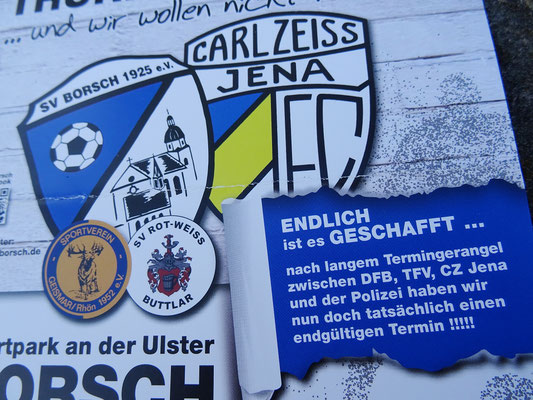 ... und wir wollen nicht
SV BORSCH 1925 e.V.
CARL ZEISS
JENA
FC
SPORTVEREIN
GEISMAR/Rhön 1952 e.V.
SV ROT-WEISS
BUTTLAR
ENDLICH
ist es GESCHAFFT ...
nach langem Termingerangel
zwischen DFB, TFV, CZ Jena
und der Polizei haben wir
nun doch tatsächlich einen
endgültigen Termin !!!!!
rtpark an der Ulster
ORSCH